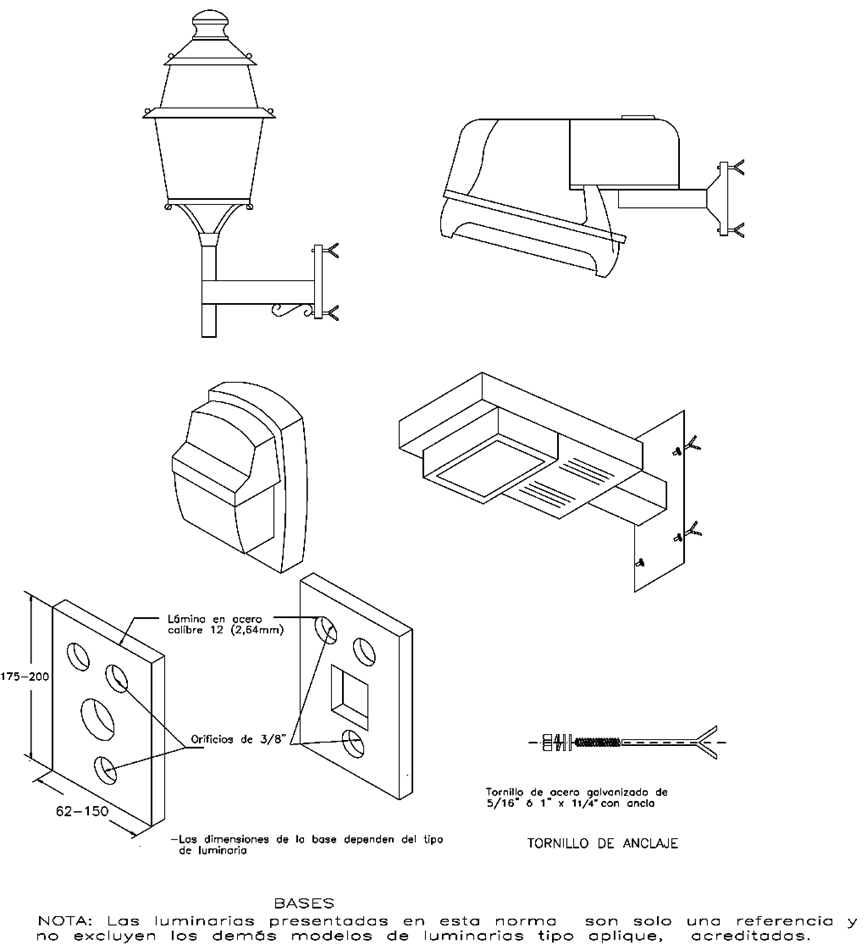 Lámina en acero
calibre 12 (2,64mm)
175-200
Orificios de 3/8"
62-150
-Las dimensiones de la base dependen del tipo
de luminaria
Tornillo de acero galvanizado de
5/16" ó 1" x 11/4" con ancla
TORNILLO DE ANCLAJE
BASES
NOTA: Las luminarias presentadas en esta norma son solo una referencia y
no excluyen los demás modelos de luminarias tipo aplique, acreditadas.